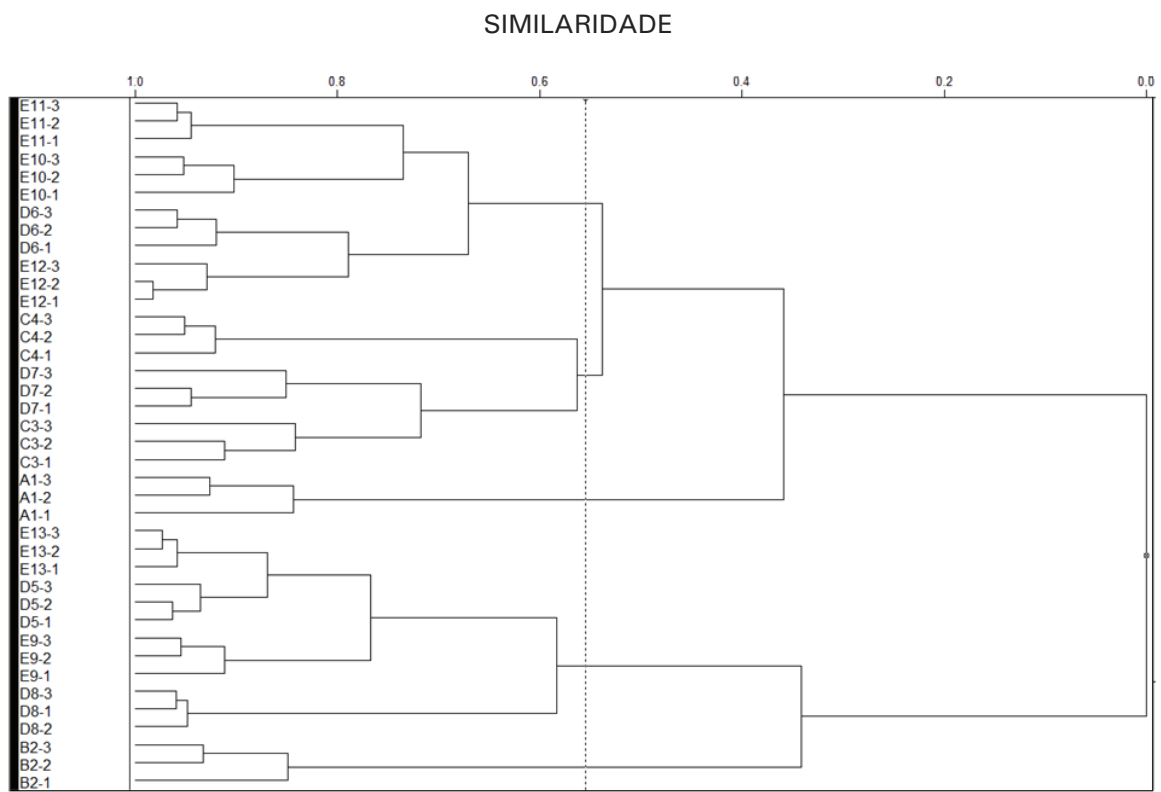 SIMILARIDADE
1.0 0.8 0.6 0.4 0.2 0.0
E11-3
E11-2
E11-1
E10-3
E10-2
E10-1
D6-3
D6-2
D6-1
E12-3
E12-2
E12-1
C4-3
C4-2
C4-1
D7-3
D7-2
D7-1
C3-3
C3-2
C3-1
A1-3
A1-2
A1-1
E13-3
E13-2
E13-1
D5-3
D5-2
D5-1
E9-3
E9-2
E9-1
D8-3
D8-1
D8-2
B2-3
B2-2
B2-1